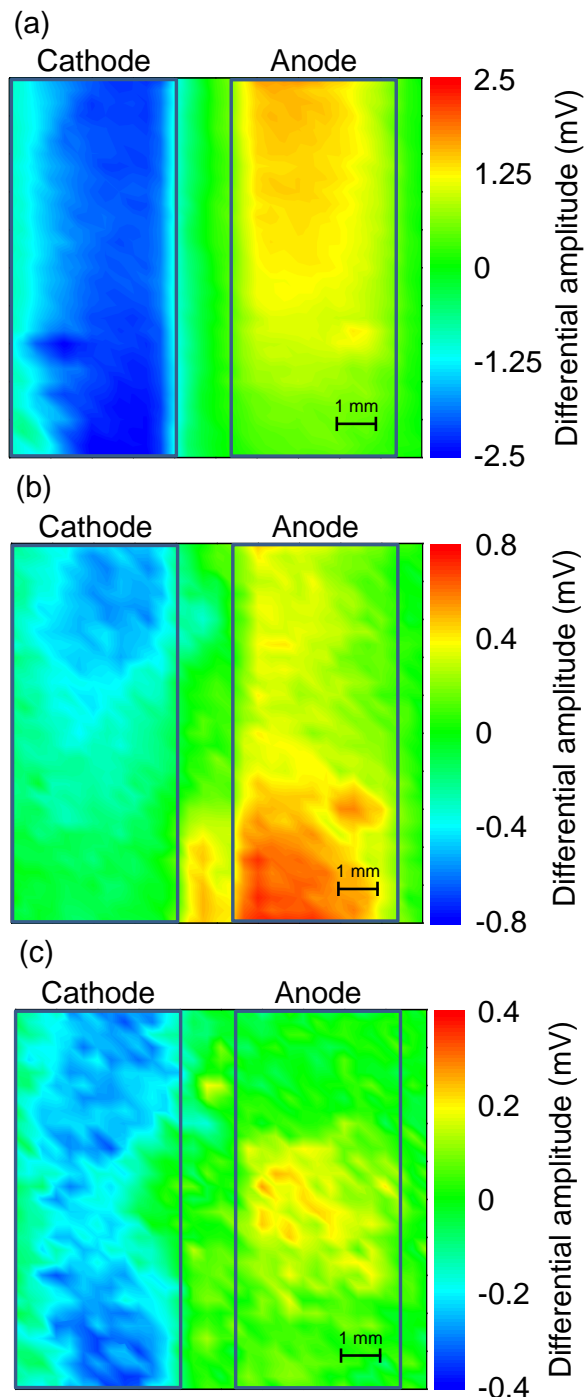 (a)
Cathode Anode
2.5
1.25
0
-1.25
-2.5
Differential amplitude (mV)
1 mm
(b)
Cathode Anode
0.8
0.4
0
-0.4
-0.8
Differential amplitude (mV)
1 mm
(c)
Cathode Anode
0.4
0.2
0
-0.2
-0.4
Differential amplitude (mV)
1 mm